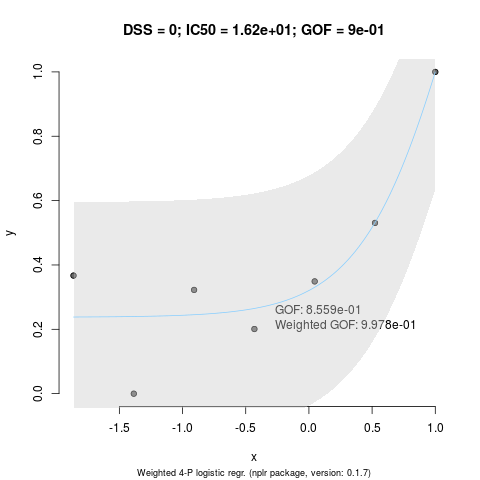 DSS = 0; IC50 = 1.62e+01; GOF = 9e-01
1.0
0.8
0.6
0.4
0.2
0.0
y
GOF: 8.559e-01
Weighted GOF: 9.978e-01
-1.5 -1.0 -0.5 0.0 0.5 1.0
x
Weighted 4-P logistic regr. (nplr package, version: 0.1.7)